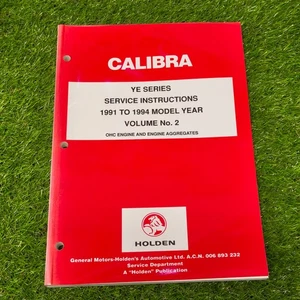 CALIBRA
YE SERIES
SERVICE INSTRUCTIONS
1991 TO 1994 MODEL YEAR
VOLUME No. 2
OHC ENGINE AND ENGINE AGGREGATES
HOLDEN
General Motors-Holden's Automotive Ltd. A.C.N. 006 893 232
Service Department
A "Holden" Publication